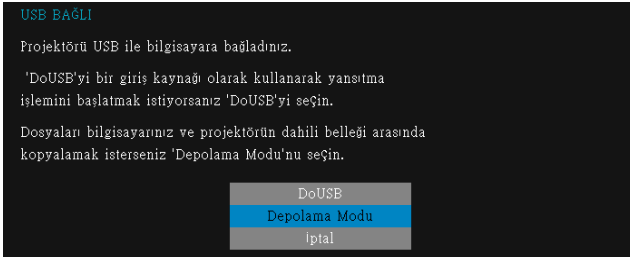 USB BAĞLI
Projektörü USB ile bilgisayara bağladınız.
'DoUSB'yi bir giriş kaynağı olarak kullanarak yansıtma
işlemini başlatmak istiyorsanız 'DoUSB'yi seçin.
Dosyaları bilgisayarınız ve projektörün dahili belleği arasında
kopyalamak isterseniz 'Depolama Modu'nu seçin.
DoUSB
Depolama Modu
İptal